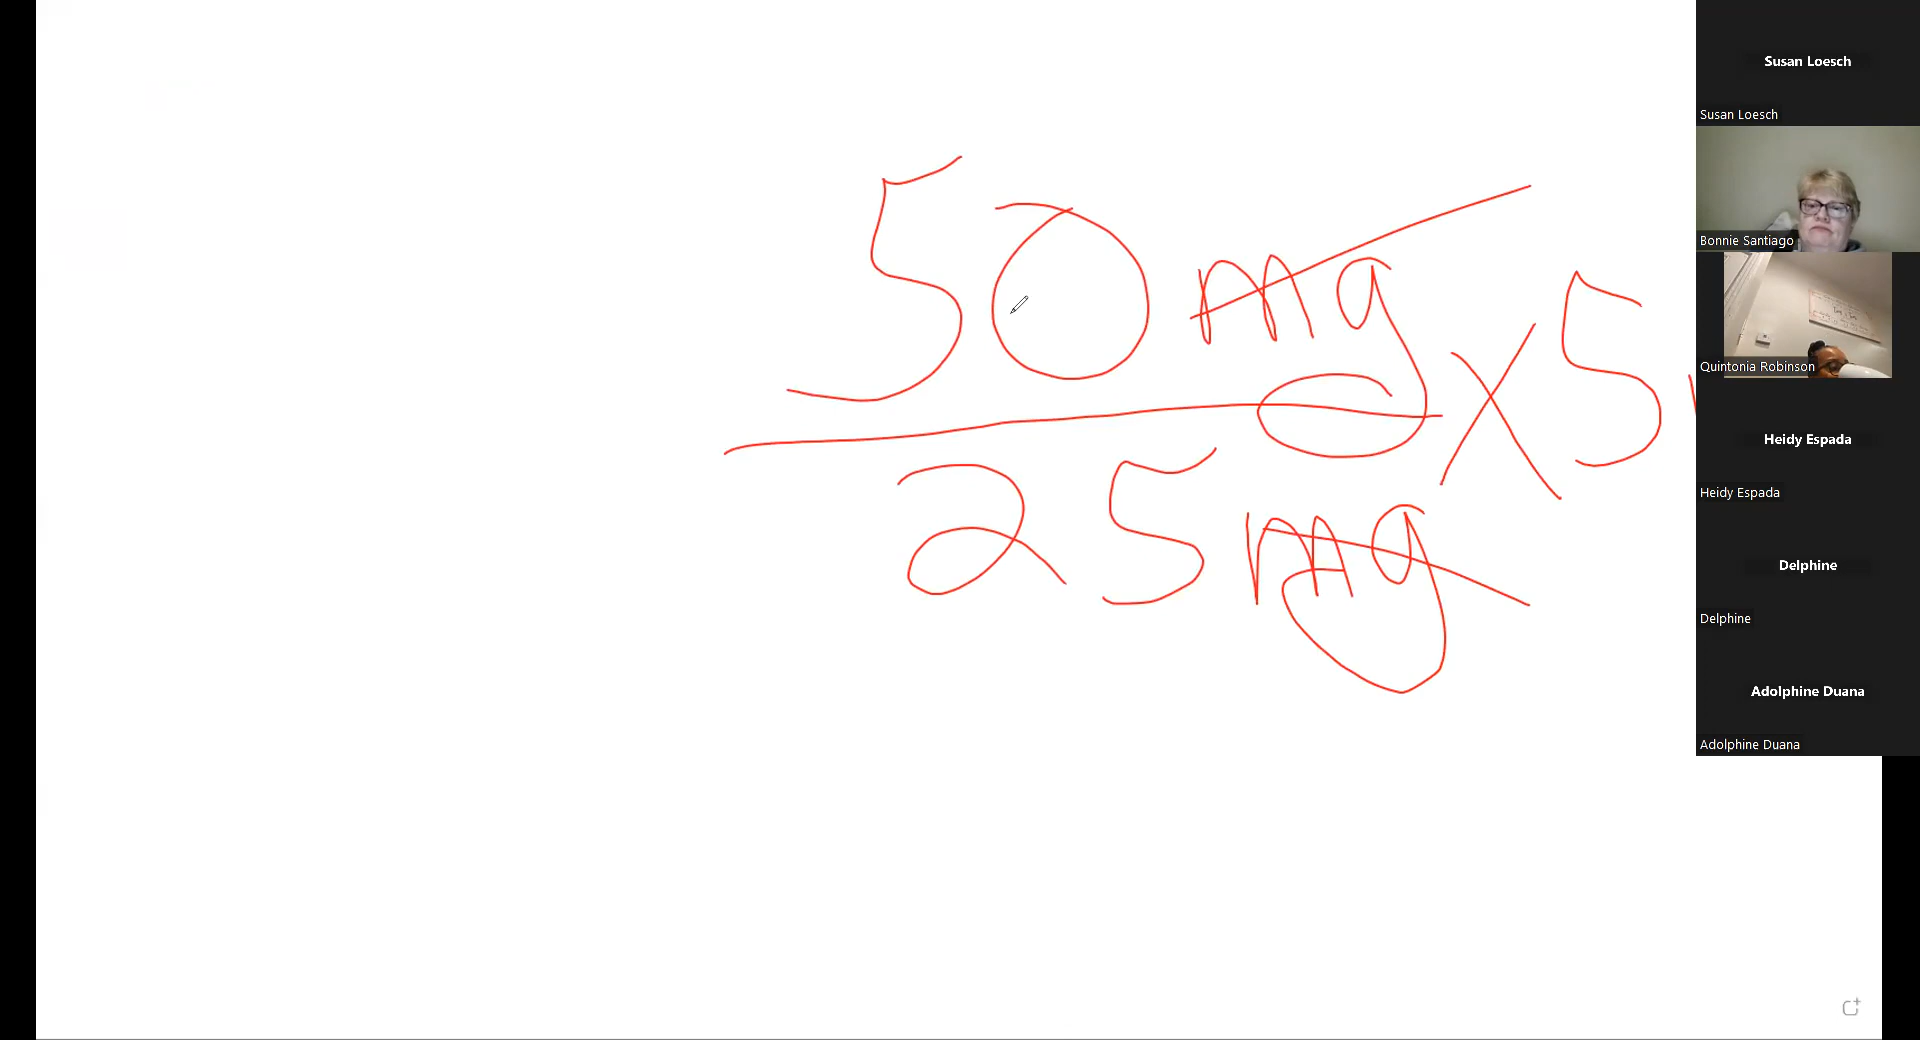 50 mg
x 5
25 mg
Susan Loesch
Susan Loesch
Bonnie Santiago
Quintonia Robinson
Heidy Espada
Heidy Espada
Delphine
Delphine
Adolphine Duana
Adolphine Duana